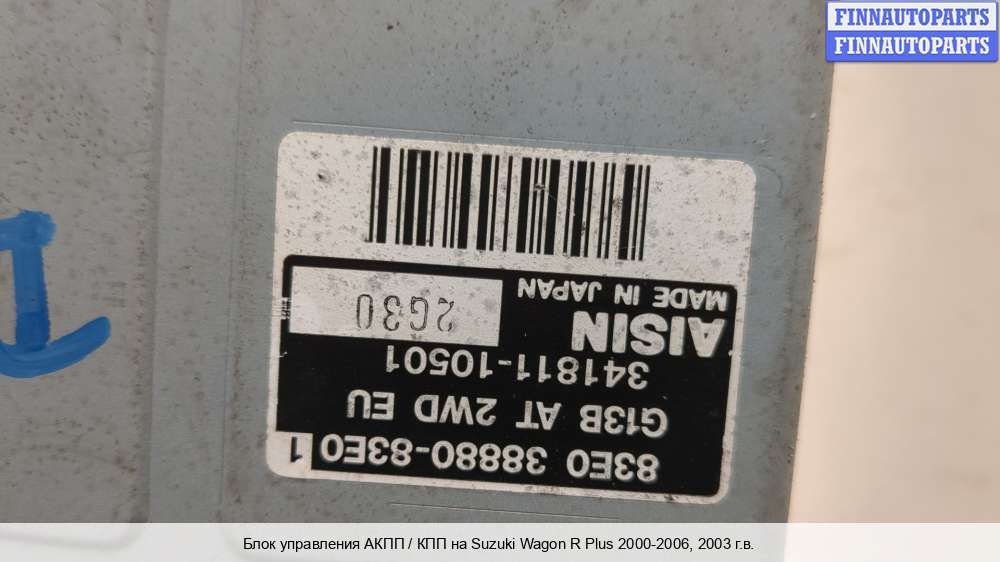 FINNAUTOPARTS
FINNAUTOPARTS
83E0 38880-83E0 1
G13B AT 2WD EU
341811-10501
AISIN 2G30
MADE IN JAPAN
Блок управления АКПП / КПП на Suzuki Wagon R Plus 2000-2006, 2003 г.в.